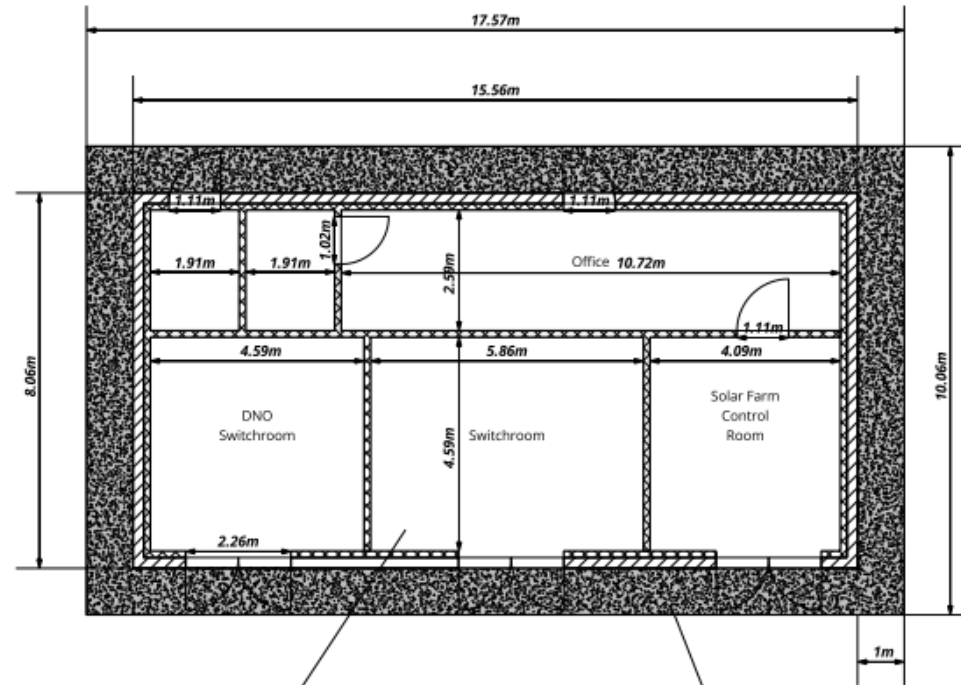 17.57m
15.56m
1.11m
1.11m
1.02m
1.91m
1.91m
2.59m
Office 10.72m
1.11m
4.59m
5.86m
4.09m
8.06m
10.06m
DNO
Switchroom
4.59m
Switchroom
Solar Farm
Control
Room
2.26m
1m